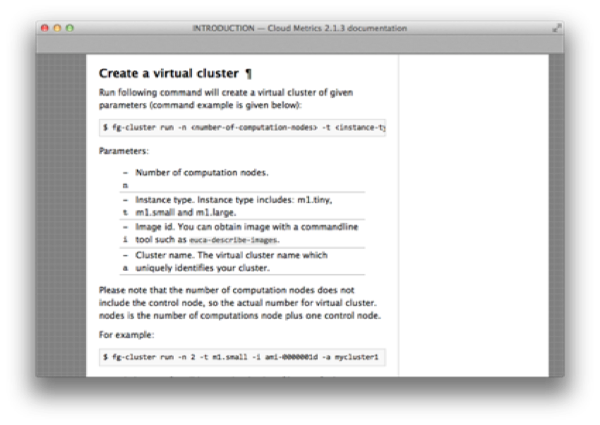 INTRODUCTION — Cloud Metrics 2.1.3 documentation
Create a virtual cluster ¶
Run following command will create a virtual cluster of given
parameters (command example is given below):
$ fg-cluster run -n <number-of-computation-nodes> -t <instance-ty
Parameters:
– Number of computation nodes.
n
– Instance type. Instance type includes: m1.tiny,
t m1.small and m1.large.
– Image id. You can obtain image with a commandline
i tool such as euca-describe-images.
– Cluster name. The virtual cluster name which
a uniquely identifies your cluster.
Please note that the number of computation nodes does not
include the control node, so the actual number for virtual cluster.
nodes is the number of computations node plus one control node.
For example:
$ fg-cluster run -n 2 -t m1.small -i ami-0000001d -a mycluster1